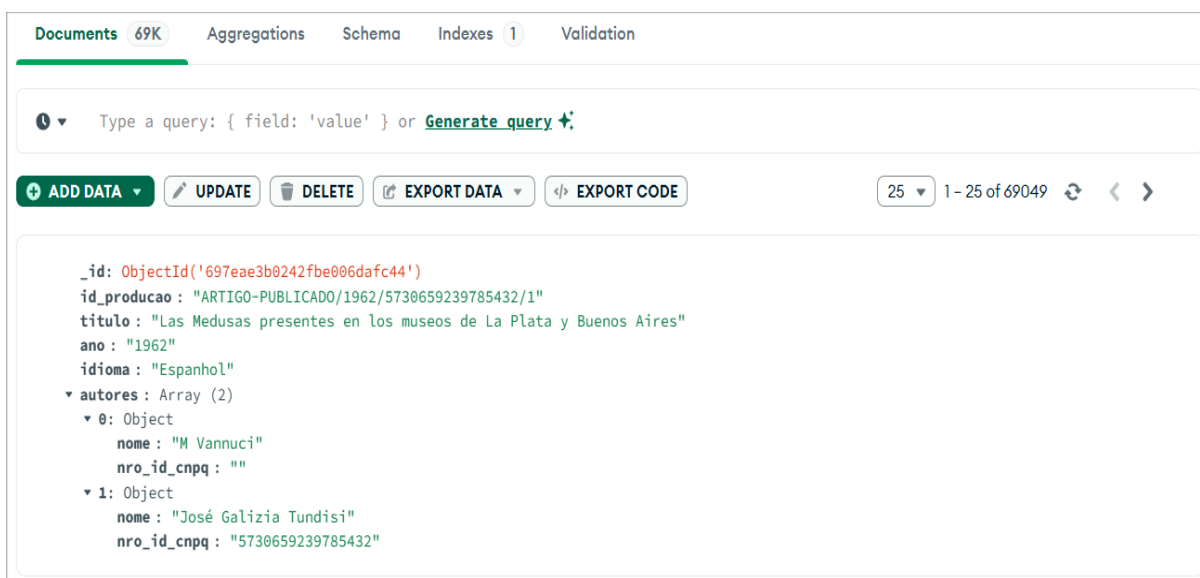 Documents 69K Aggregations Schema Indexes 1 Validation
Type a query: { field: 'value' } or Generate query
ADD DATA UPDATE DELETE EXPORT DATA EXPORT CODE 25 1 – 25 of 69049
_id: ObjectId('697eae3b0242fbe006dafc44')
id_producao : "ARTIGO-PUBLICADO/1962/5730659239785432/1"
titulo : "Las Medusas presentes en los museos de La Plata y Buenos Aires"
ano : "1962"
idioma : "Espanhol"
autores : Array (2)
0: Object
nome : "M Vannuci"
nro_id_cnpq : ""
1: Object
nome : "José Galizia Tundisi"
nro_id_cnpq : "5730659239785432"